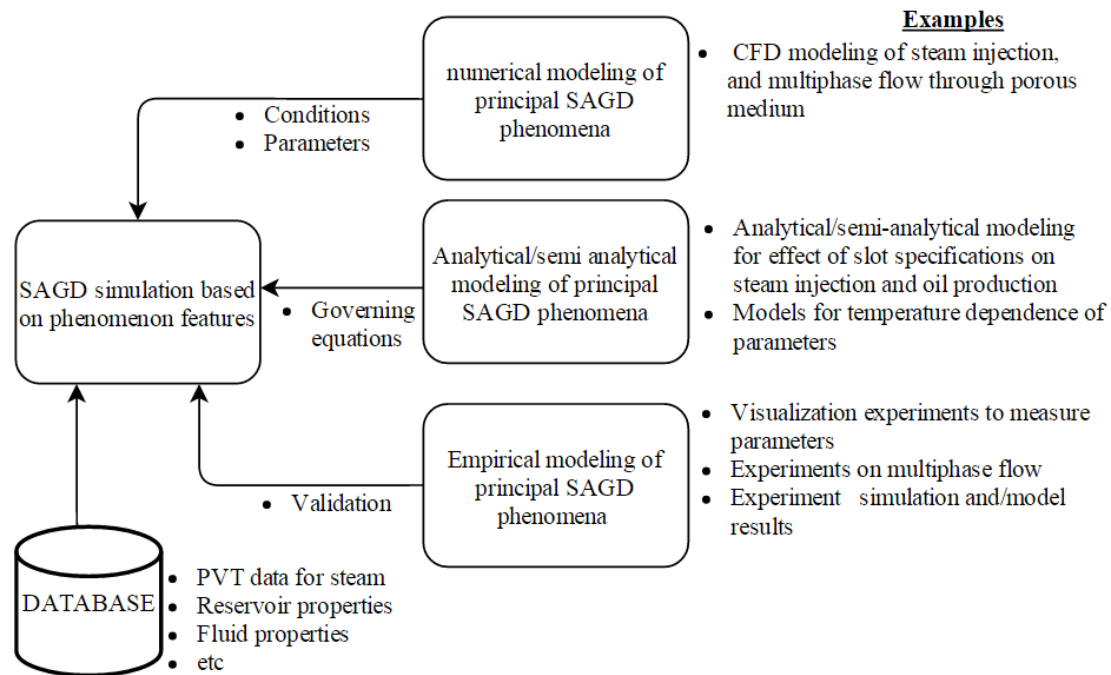 Examples
numerical modeling of
principal SAGD
phenomena
• CFD modeling of steam injection,
and multiphase flow through porous
medium
• Conditions
• Parameters
SAGD simulation based
on phenomenon features
• Governing
equations
Analytical/semi analytical
modeling of principal
SAGD phenomena
• Analytical/semi-analytical modeling
for effect of slot specifications on
steam injection and oil production
• Models for temperature dependence of
parameters
• Validation
Empirical modeling of
principal SAGD
phenomena
• Visualization experiments to measure
parameters
• Experiments on multiphase flow
• Experiment simulation and/model
results
DATABASE
• PVT data for steam
• Reservoir properties
• Fluid properties
• etc